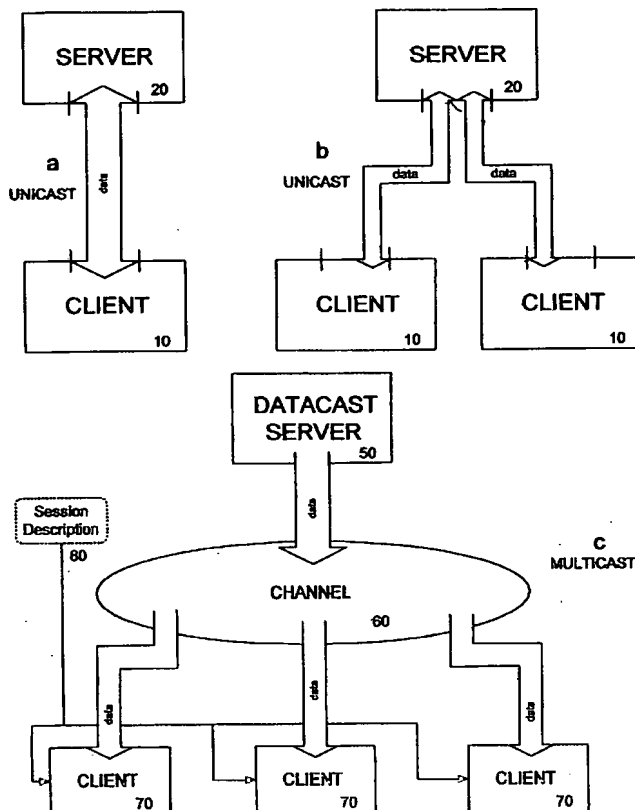 SERVER
20
a
UNICAST
data
CLIENT
10
SERVER
20
b
UNICAST
data
data
CLIENT
10
CLIENT
10
DATACAST
SERVER
50
data
Session
Description
80
c
MULTICAST
CHANNEL
60
data
data
data
CLIENT
70
CLIENT
70
CLIENT
70